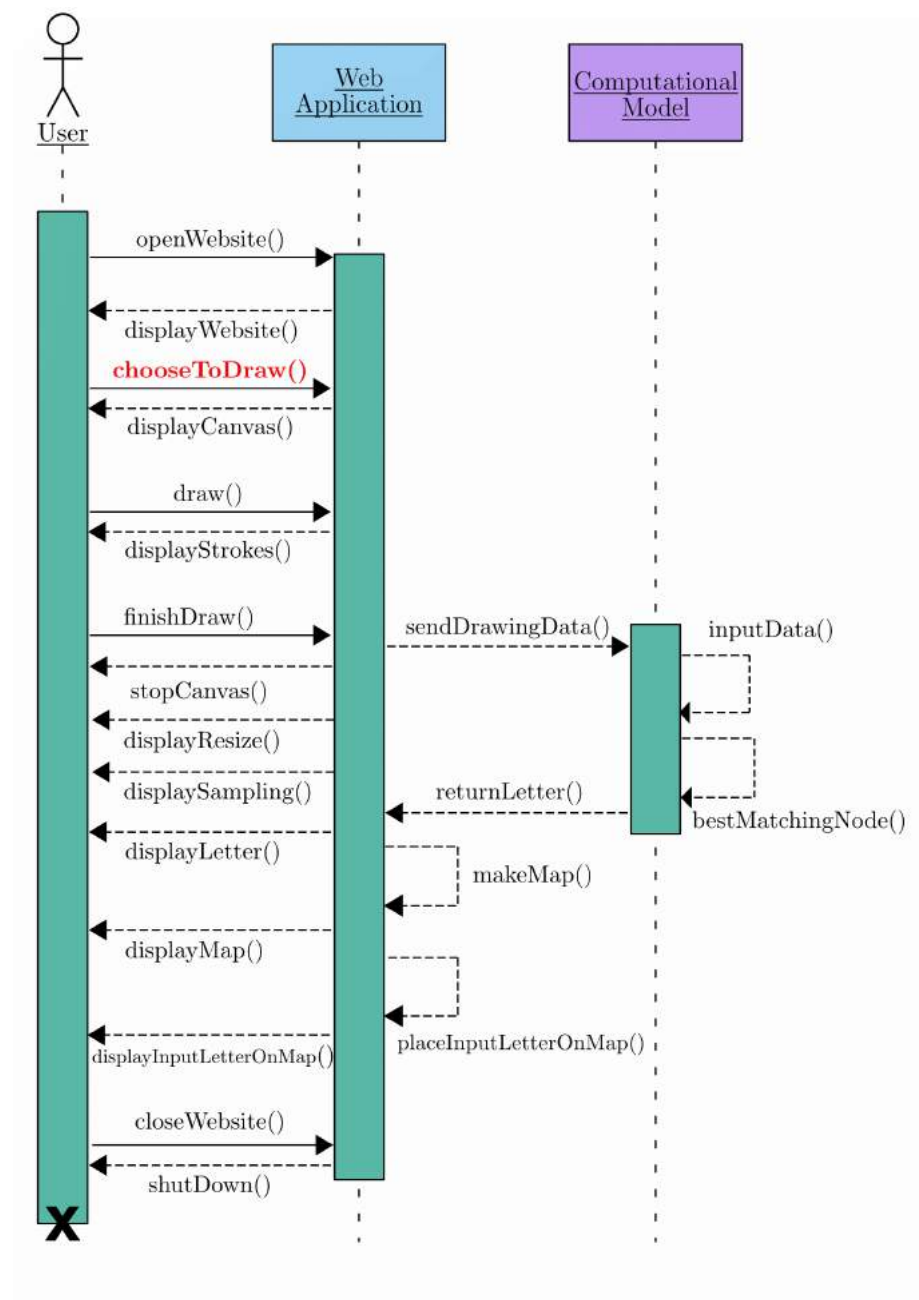 User
Web
Application
Computational
Model
openWebsite()
displayWebsite()
chooseToDraw()
displayCanvas()
draw()
displayStrokes()
finishDraw()
sendDrawingData()
inputData()
stopCanvas()
displayResize()
displaySampling()
returnLetter()
bestMatchingNode()
displayLetter()
makeMap()
displayMap()
placeInputLetterOnMap()
displayInputLetterOnMap()
closeWebsite()
shutDown()
X